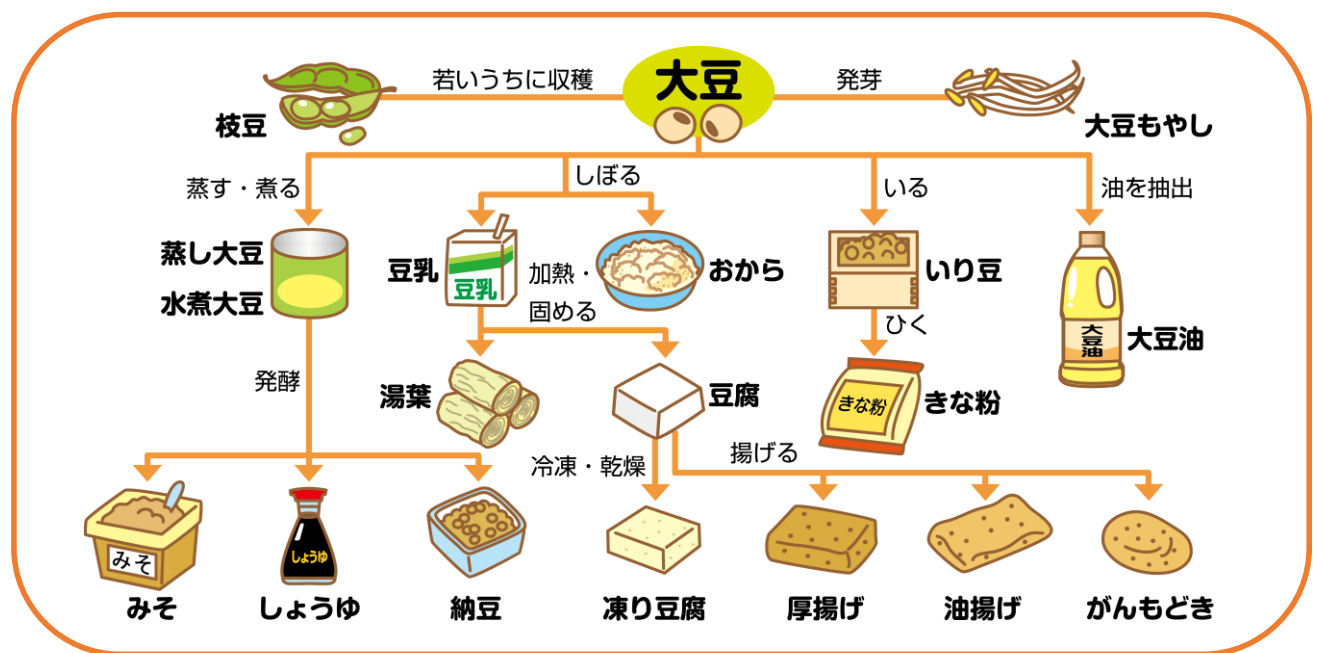 大豆
若いうちに収穫
発芽
枝豆
大豆もやし
蒸す・煮る
しぼる
いる
油を抽出
蒸し大豆
水煮大豆
豆乳
豆乳
加熱・
固める
おから
いり豆
大豆油
大豆油
ひく
発酵
湯葉
豆腐
きな粉
きな粉
冷凍・乾燥
揚げる
みそ
しょうゆ
みそ
しょうゆ
納豆
凍り豆腐
厚揚げ
油揚げ
がんもどき